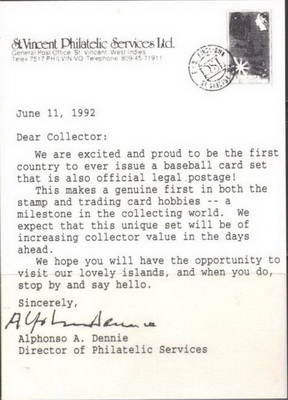 St. Vincent Philatelic Services Ltd.
General Post Office St. Vincent West Indies
Telex 7517 PHILVIN VQ Telephone 809-45-71911
June 11, 1992
Dear Collector:
We are excited and proud to be the first
country to ever issue a baseball card set
that is also official legal postage!
This makes a genuine first in both the
stamp and trading card hobbies -- a
milestone in the collecting world. We
expect that this unique set will be of
increasing collector value in the days
ahead.
We hope you will have the opportunity to
visit our lovely islands, and when you do,
stop by and say hello.
Sincerely,
Alphonso A. Dennie
Director of Philatelic Services